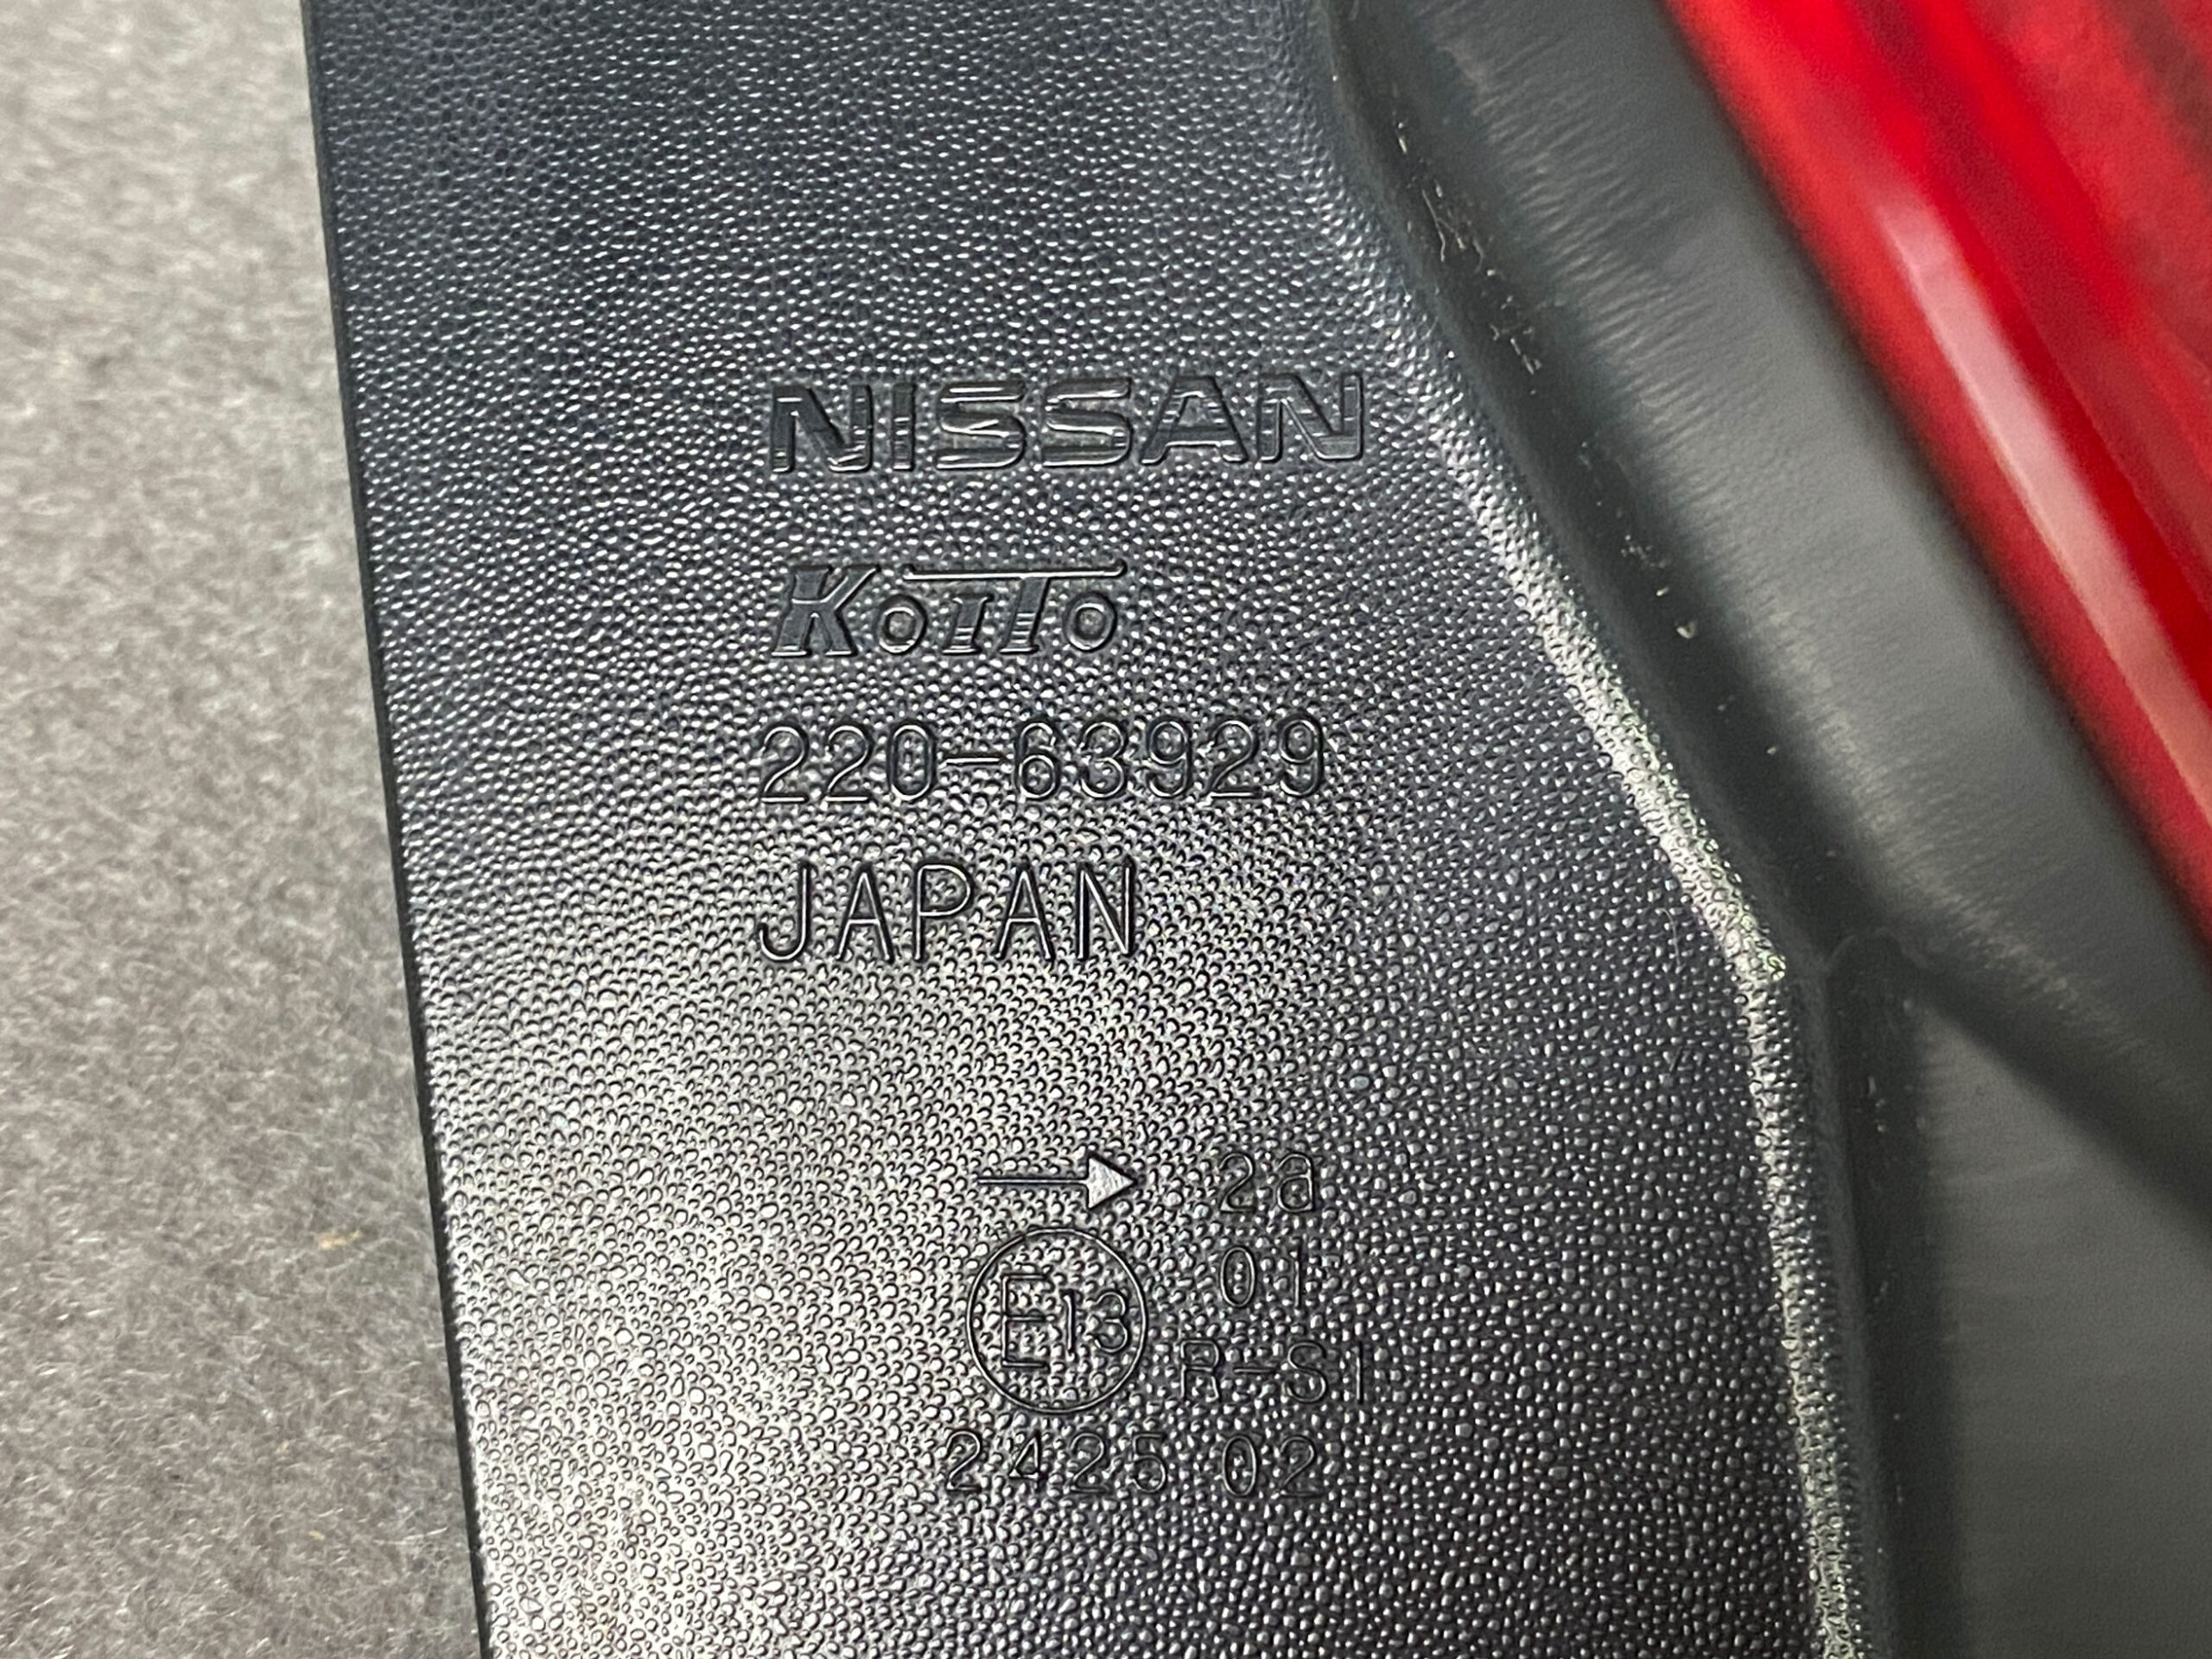 NISSAN
KOITO
220-63929
JAPAN
→ 2a
01
E13
R-S1
2425 02